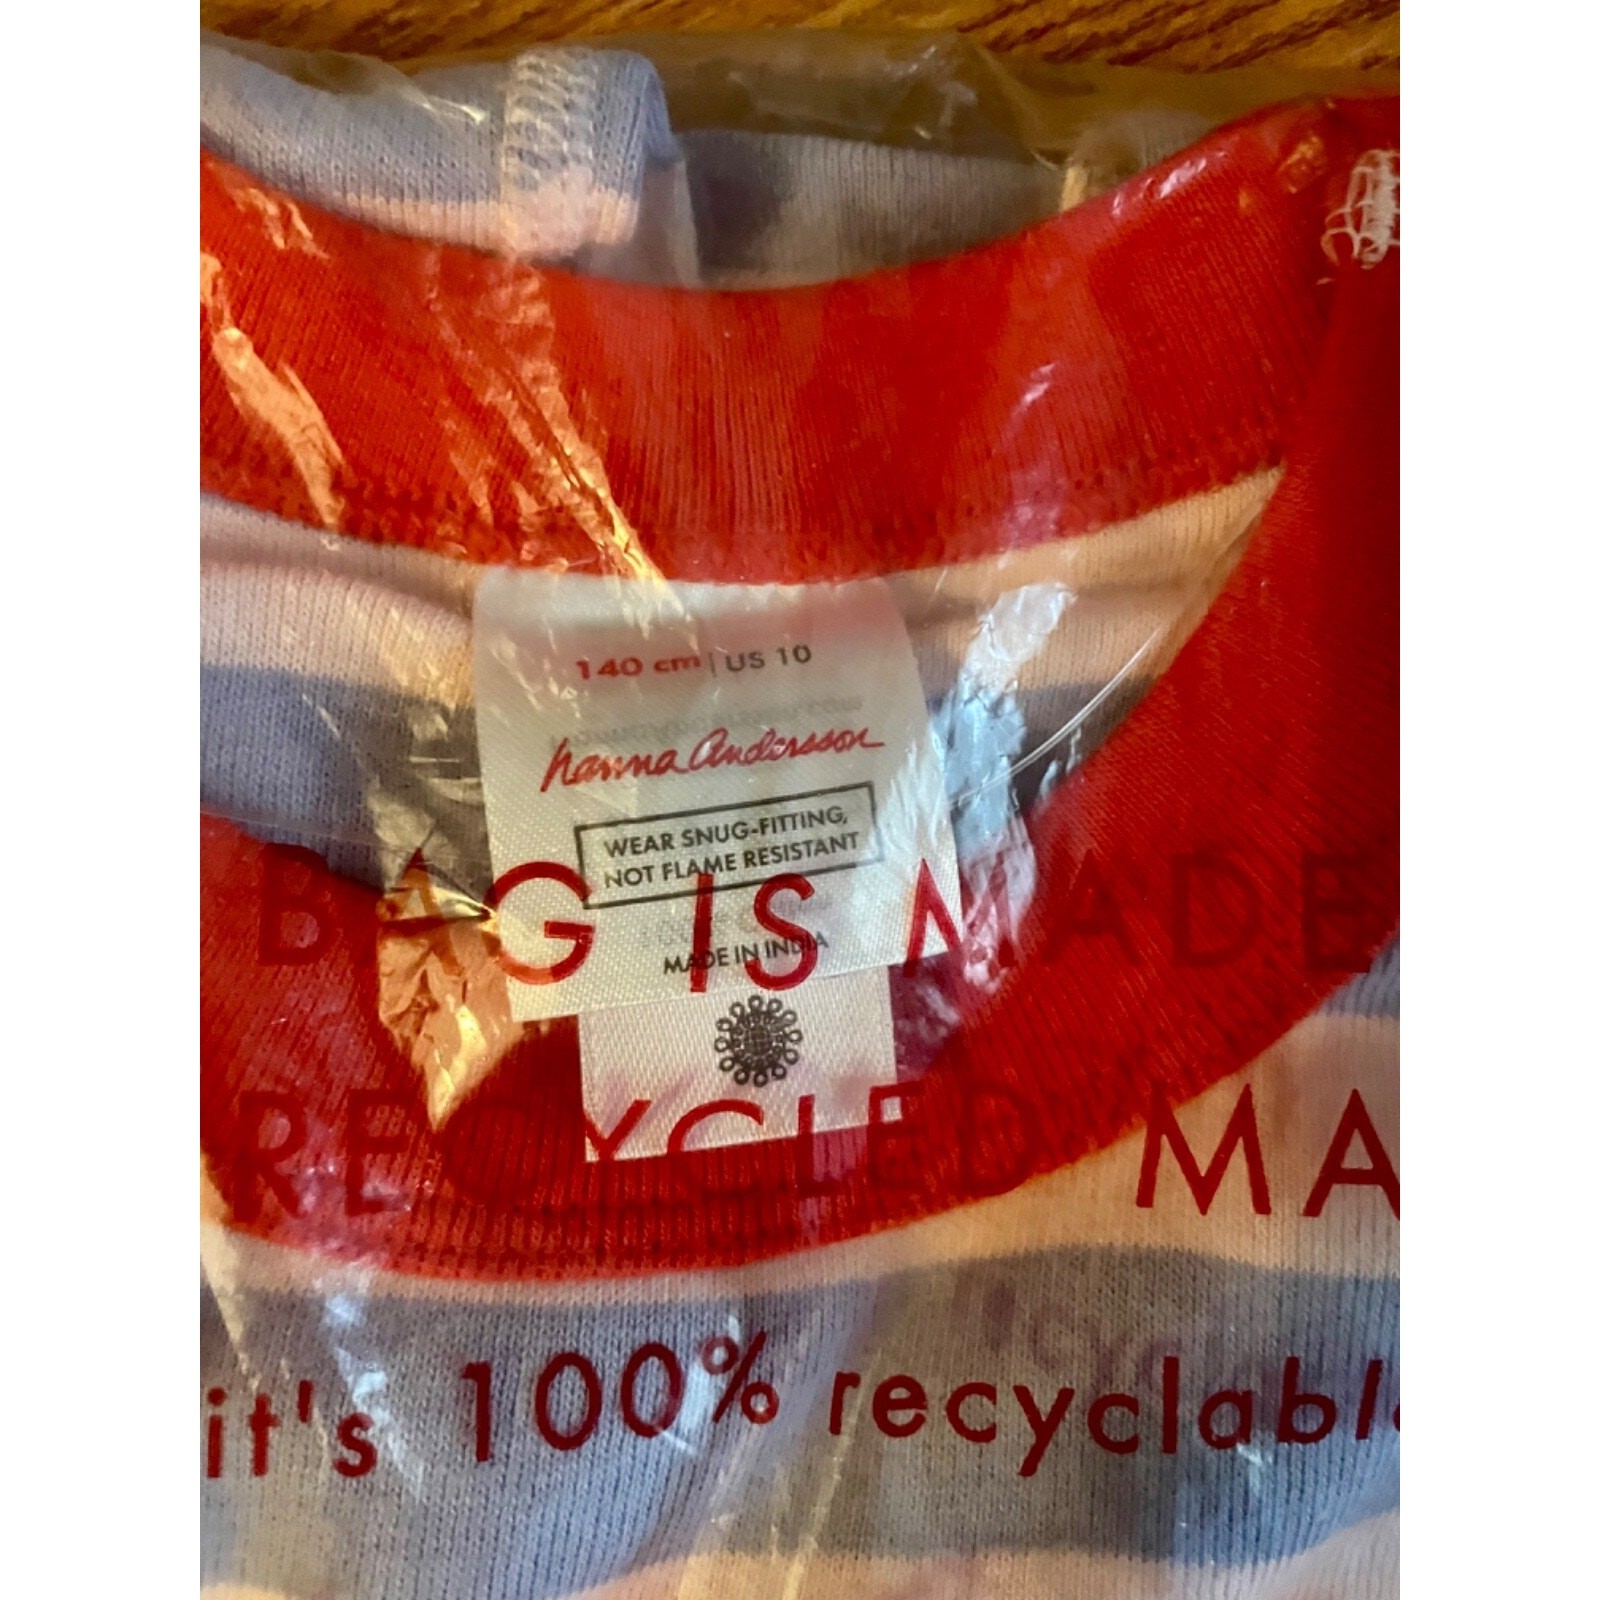 140 cm | US 10
hanna Andersson
WEAR SNUG-FITTING,
NOT FLAME RESISTANT
MADE IN INDIA
BAG IS MADE
RECYCLED MA
it's 100% recyclabl